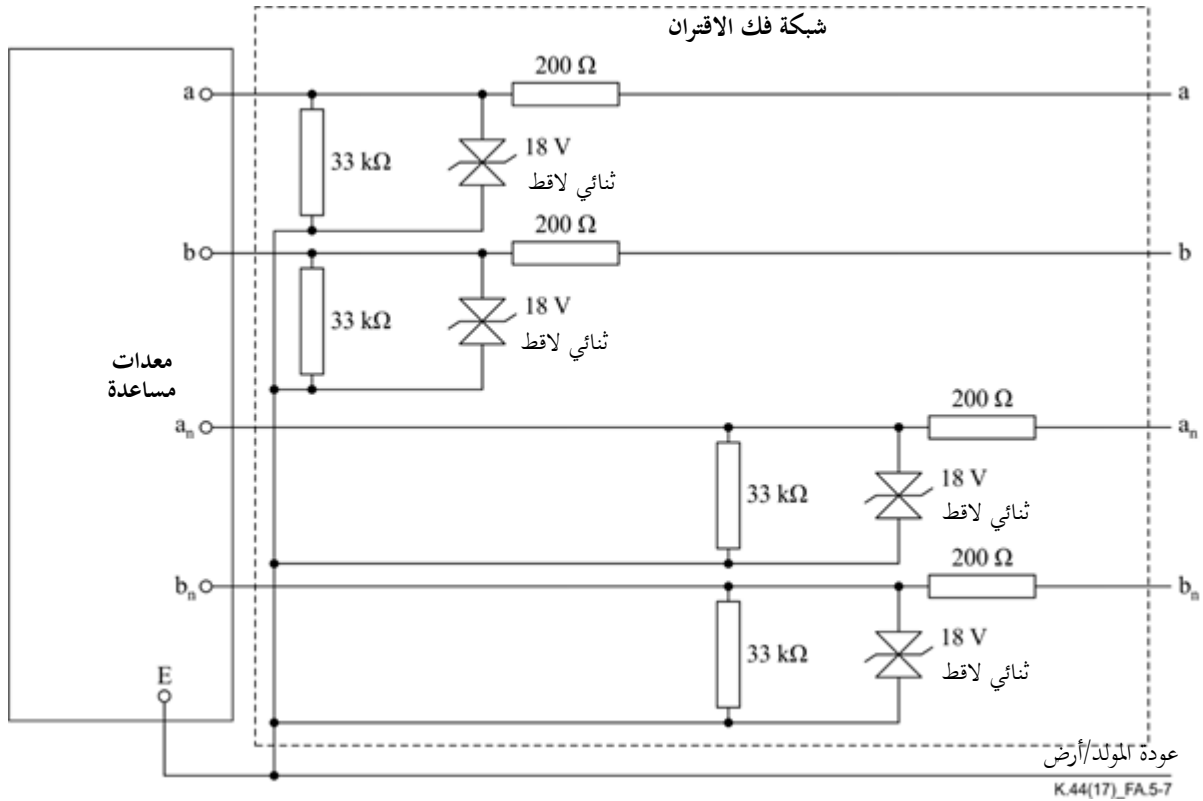 شبكة فك الاقتران
200 Ω
a
a
33 kΩ
18 V
ثنائي لاقط
200 Ω
b
b
33 kΩ
18 V
ثنائي لاقط
معدات
مساعدة
200 Ω
aₙ
aₙ
33 kΩ
18 V
ثنائي لاقط
200 Ω
bₙ
bₙ
33 kΩ
18 V
ثنائي لاقط
E
عودة المولد/أرض
K.44(17)_FA.5-7